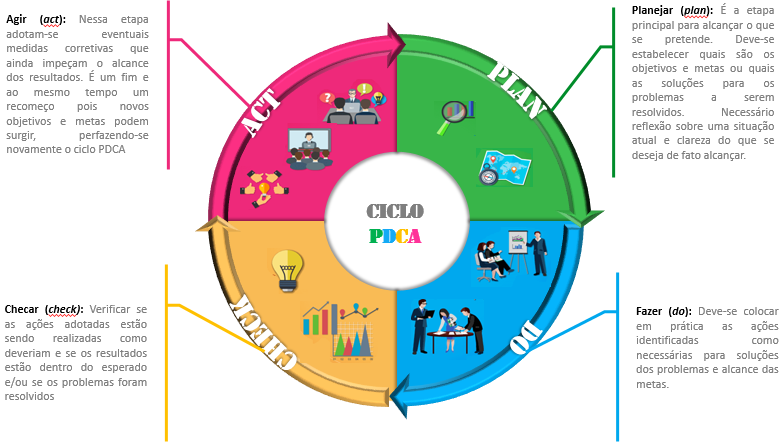 Agir (act): Nessa etapa
adotam-se eventuais
medidas corretivas que
ainda impeçam o alcance
dos resultados. É um fim e
ao mesmo tempo um
recomeço pois novos
objetivos e metas podem
surgir, perfazendo-se
novamente o ciclo PDCA
Planejar (plan): É a etapa
principal para alcançar o que
se pretende. Deve-se
estabelecer quais são os
objetivos e metas ou quais
as soluções para os
problemas a serem
resolvidos. Necessário
reflexão sobre uma situação
atual e clareza do que se
deseja de fato alcançar.
ACT
PLAN
CICLO
PDCA
CHECK
DO
Checar (check): Verificar se
as ações adotadas estão
sendo realizadas como
deveriam e se os resultados
estão dentro do esperado
e/ou se os problemas foram
resolvidos
Fazer (do): Deve-se colocar
em prática as ações
identificadas como
necessárias para soluções
dos problemas e alcance das
metas.